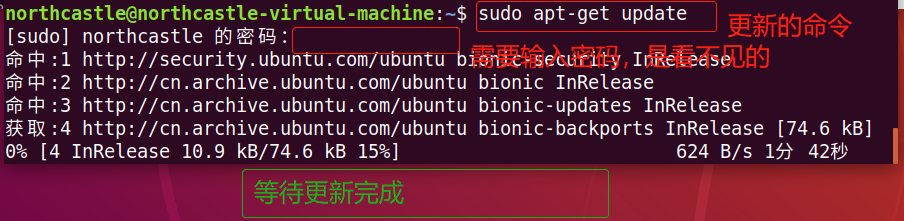 northcastle@northcastle-virtual-machine:~$ sudo apt-get update
更新的命令
[sudo] northcastle 的密码:
需要输入密码，是看不见的
命中:1 http://security.ubuntu.com/ubuntu bionic-security InRelease
命中:2 http://cn.archive.ubuntu.com/ubuntu bionic InRelease
命中:3 http://cn.archive.ubuntu.com/ubuntu bionic-updates InRelease
获取:4 http://cn.archive.ubuntu.com/ubuntu bionic-backports InRelease [74.6 kB]
0% [4 InRelease 10.9 kB/74.6 kB 15%] 624 B/s 1分 42秒
等待更新完成